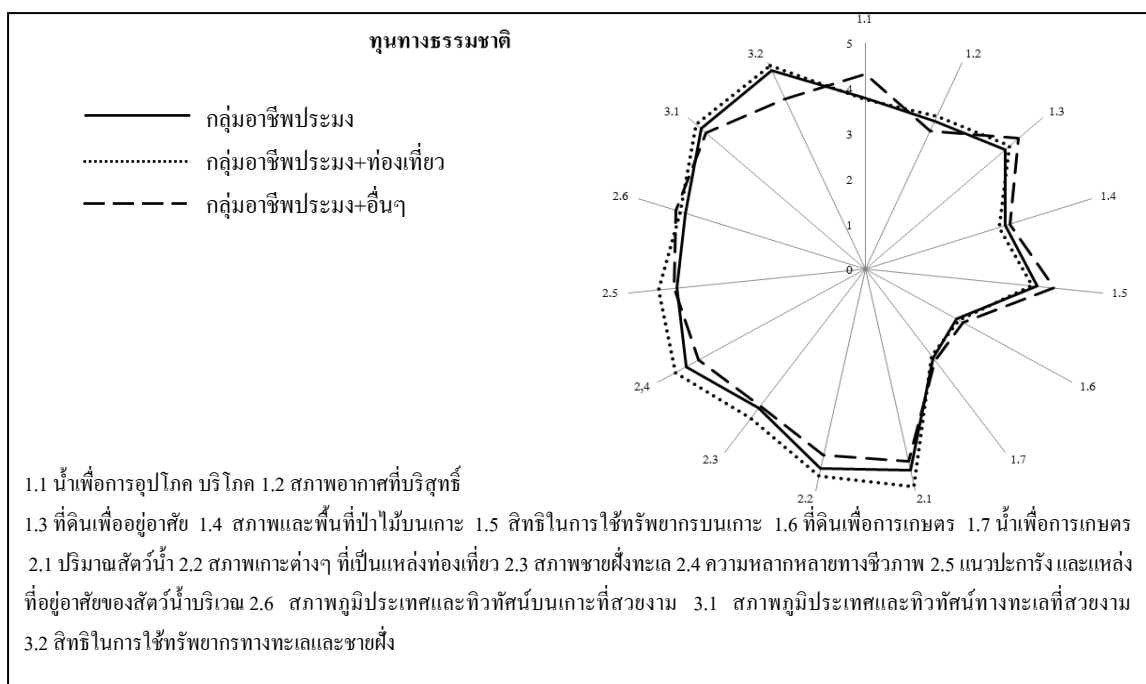 ทุนทางธรรมชาติ
กลุ่มอาชีพประมง
กลุ่มอาชีพประมง+ท่องเที่ยว
กลุ่มอาชีพประมง+อื่นๆ
1.1
1.2
1.3
1.4
1.5
1.6
1.7
2.1
2.2
2.3
2,4
2.5
2.6
3.1
3.2
5
4
3
2
1
0
1.1 น้ำเพื่อการอุปโภค บริโภค 1.2 สภาพอากาศที่บริสุทธิ์
1.3 ที่ดินเพื่ออยู่อาศัย 1.4 สภาพและพื้นที่ป่าไม้บนเกาะ 1.5 สิทธิในการใช้ทรัพยากรบนเกาะ 1.6 ที่ดินเพื่อการเกษตร 1.7 น้ำเพื่อการเกษตร
2.1 ปริมาณสัตว์น้ำ 2.2 สภาพเกาะต่างๆ ที่เป็นแหล่งท่องเที่ยว 2.3 สภาพชายฝั่งทะเล 2.4 ความหลากหลายทางชีวภาพ 2.5 แนวปะการัง และแหล่ง
ที่อยู่อาศัยของสัตว์น้ำบริเวณ 2.6 สภาพภูมิประเทศและทิวทัศน์บนเกาะที่สวยงาม 3.1 สภาพภูมิประเทศและทิวทัศน์ทางทะเลที่สวยงาม
3.2 สิทธิในการใช้ทรัพยากรทางทะเลและชายฝั่ง